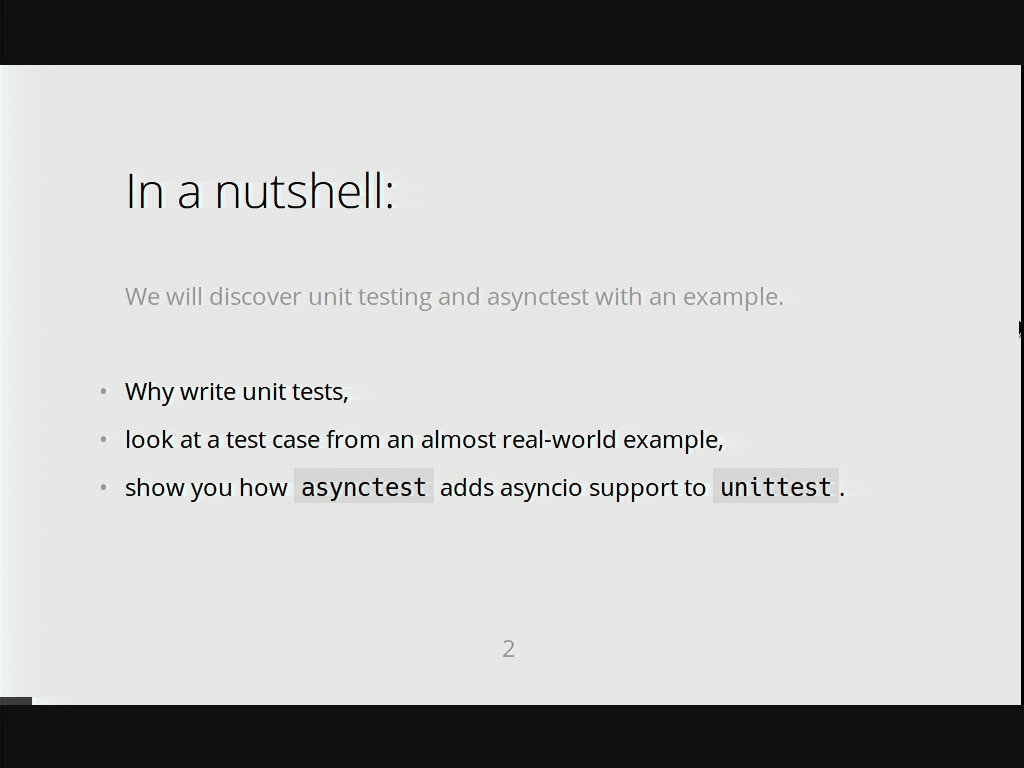 In a nutshell:
We will discover unit testing and asynctest with an example.
• Why write unit tests,
• look at a test case from an almost real-world example,
• show you how asynctest adds asyncio support to unittest.
2